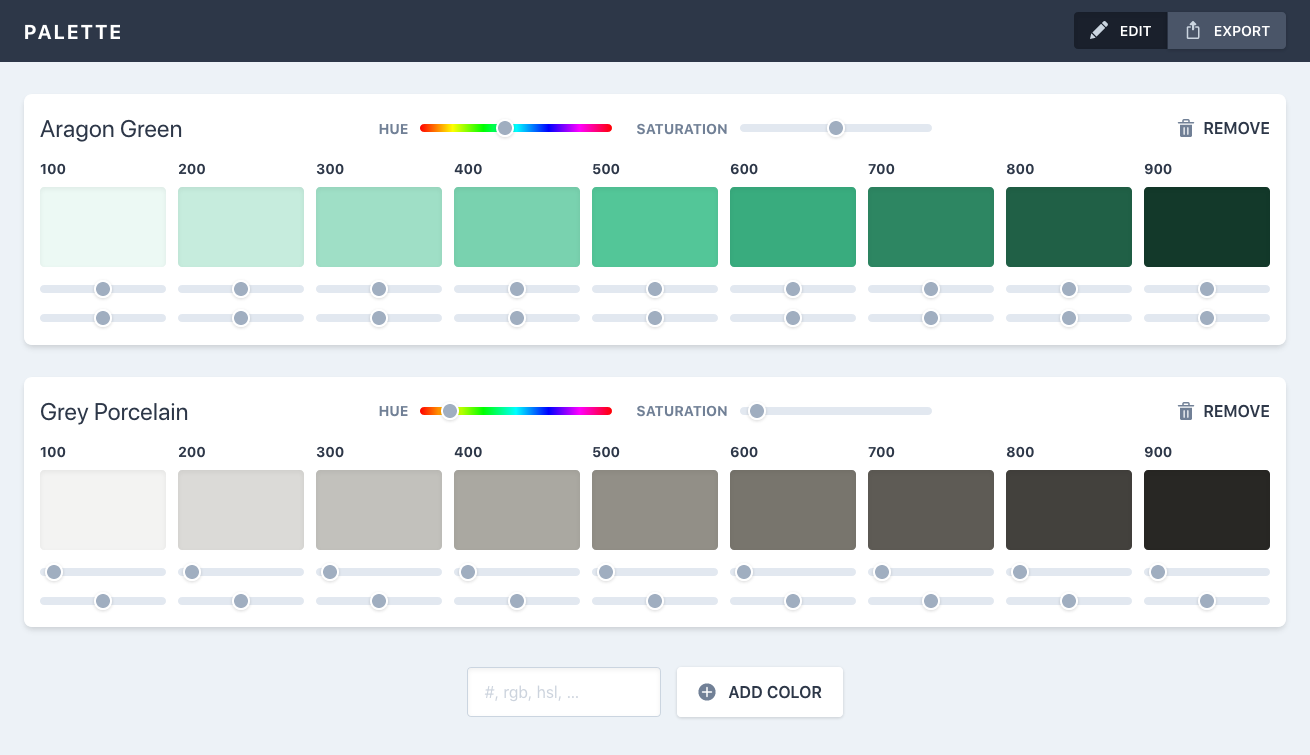 PALETTE
EDIT
EXPORT
Aragon Green
HUE
SATURATION
REMOVE
100 200 300 400 500 600 700 800 900
Grey Porcelain
HUE
SATURATION
REMOVE
100 200 300 400 500 600 700 800 900
#, rgb, hsl, ...
ADD COLOR